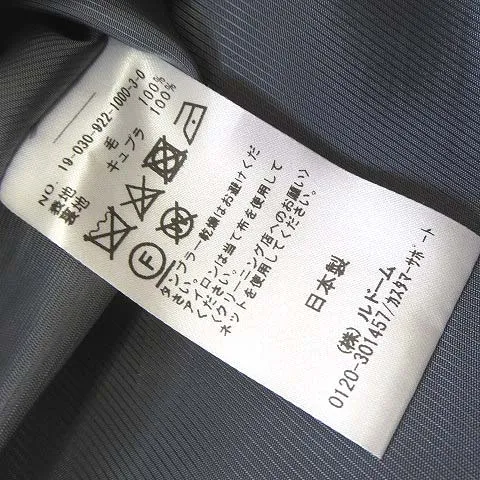 NO. 19-030-922-1000-3-0
表地 毛 100%
裏地 キュプラ 100%
F
タンブラー乾燥はお避けくだ
さい。
アイロンは当て布を使用して
ください。
〈クリーニング店へのお願い〉
ネットを使用してください。
日本製
(株) ルドーム
0120-301457/カスタマーサポート